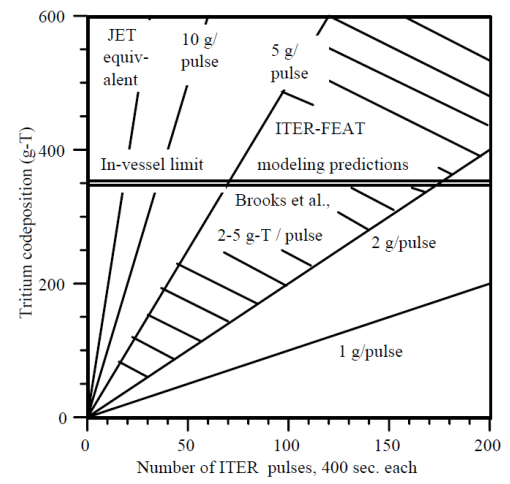 600
JET
equiv-
alent
10 g/
pulse
5 g/
pulse
ITER-FEAT
400
In-vessel limit
modeling predictions
Brooks et al.,
2-5 g-T / pulse
2 g/pulse
200
1 g/pulse
0
0
50
100
150
200
Number of ITER pulses, 400 sec. each
Tritium codeposition (g-T)